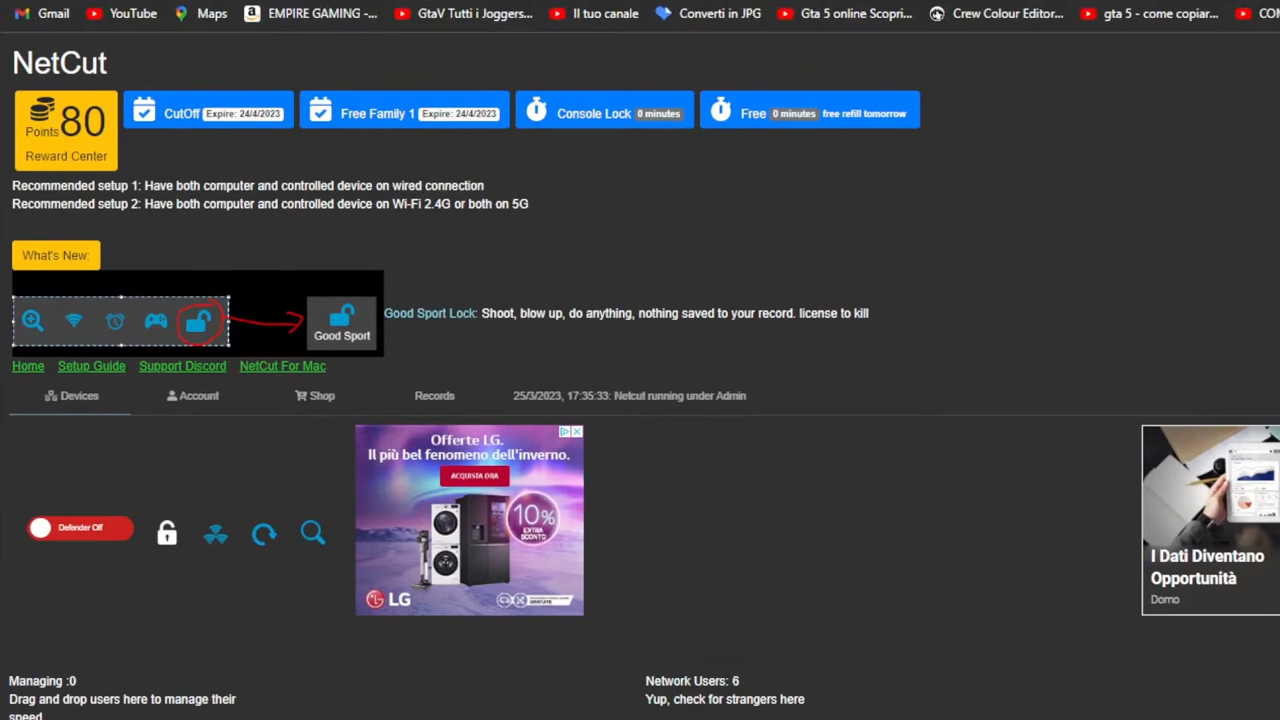 Gmail YouTube Maps EMPIRE GAMING -... GtaV Tutti i Joggers... Il tuo canale Converti in JPG Gta 5 online Scopri... Crew Colour Editor... gta 5 - come copiar...
NetCut
Points 80
Reward Center
CutOff Expire: 24/4/2023
Free Family 1 Expire: 24/4/2023
Console Lock 0 minutes
Free 0 minutes free refill tomorrow
Recommended setup 1: Have both computer and controlled device on wired connection
Recommended setup 2: Have both computer and controlled device on Wi-Fi 2.4G or both on 5G
What's New:
Good Sport
Good Sport Lock: Shoot, blow up, do anything, nothing saved to your record. license to kill
Home Setup Guide Support Discord NetCut For Mac
Devices Account Shop Records 25/3/2023, 17:35:33: Netcut running under Admin
Offerte LG.
Il più bel fenomeno dell'inverno.
ACQUISTA ORA
10%
EXTRA
SCONTO
LG
Defender Off
I Dati Diventano
Opportunità
Domo
Managing :0
Drag and drop users here to manage their
speed
Network Users: 6
Yup, check for strangers here